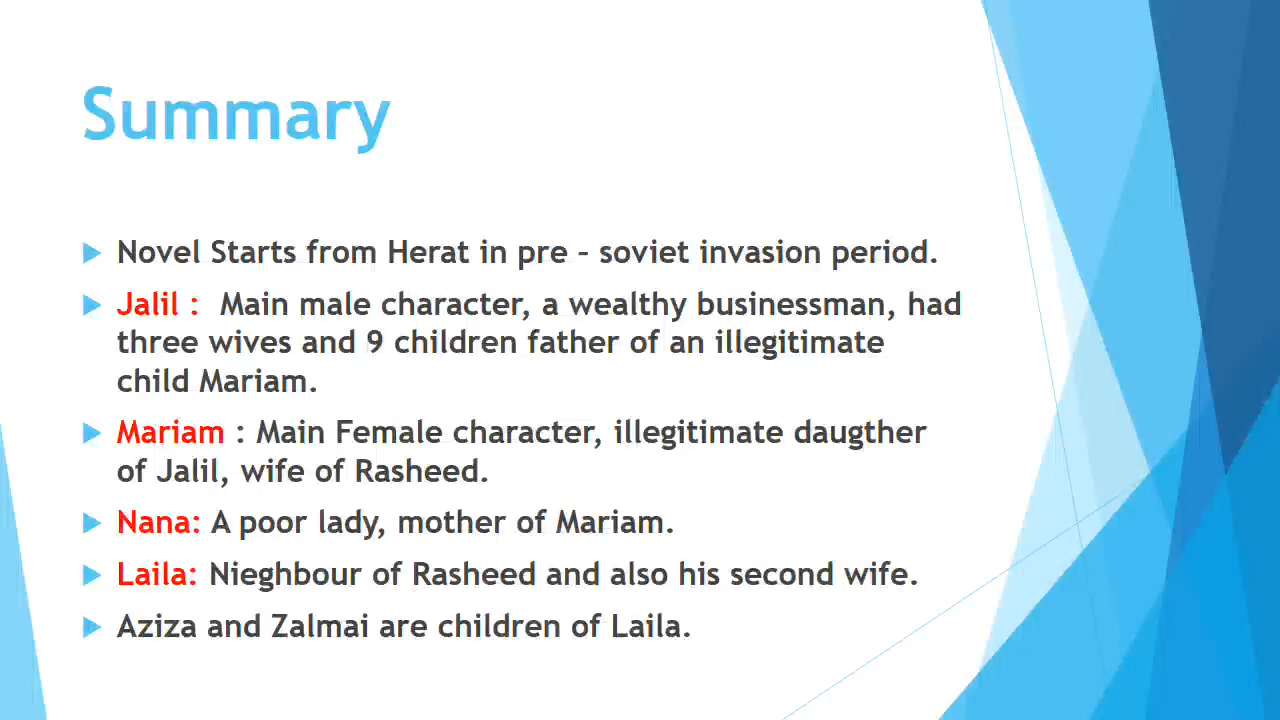 Summary
Novel Starts from Herat in pre – soviet invasion period.
Jalil :  Main male character, a wealthy businessman, had
three wives and 9 children father of an illegitimate
child Mariam.
Mariam : Main Female character, illegitimate daugther
of Jalil, wife of Rasheed.
Nana: A poor lady, mother of Mariam.
Laila: Nieghbour of Rasheed and also his second wife.
Aziza and Zalmai are children of Laila.